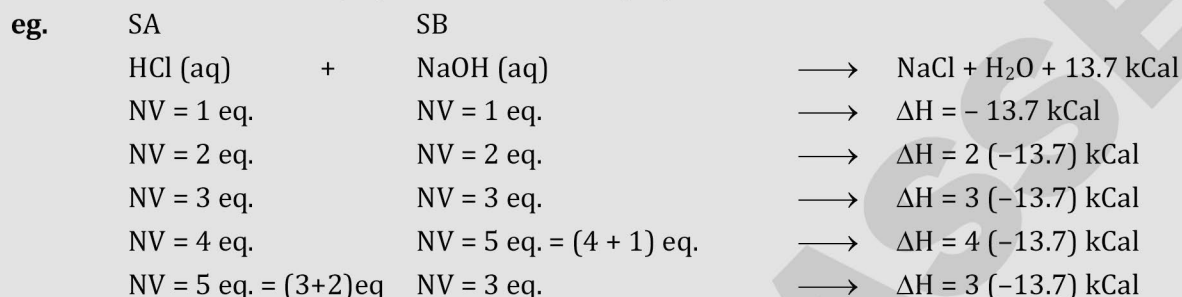 eg. SA SB
HCl (aq) + NaOH (aq) ⟶ NaCl + H₂O + 13.7 kCal
NV = 1 eq. NV = 1 eq. ⟶ ΔH = – 13.7 kCal
NV = 2 eq. NV = 2 eq. ⟶ ΔH = 2 (–13.7) kCal
NV = 3 eq. NV = 3 eq. ⟶ ΔH = 3 (–13.7) kCal
NV = 4 eq. NV = 5 eq. = (4 + 1) eq. ⟶ ΔH = 4 (–13.7) kCal
NV = 5 eq. = (3+2)eq NV = 3 eq. ⟶ ΔH = 3 (–13.7) kCal